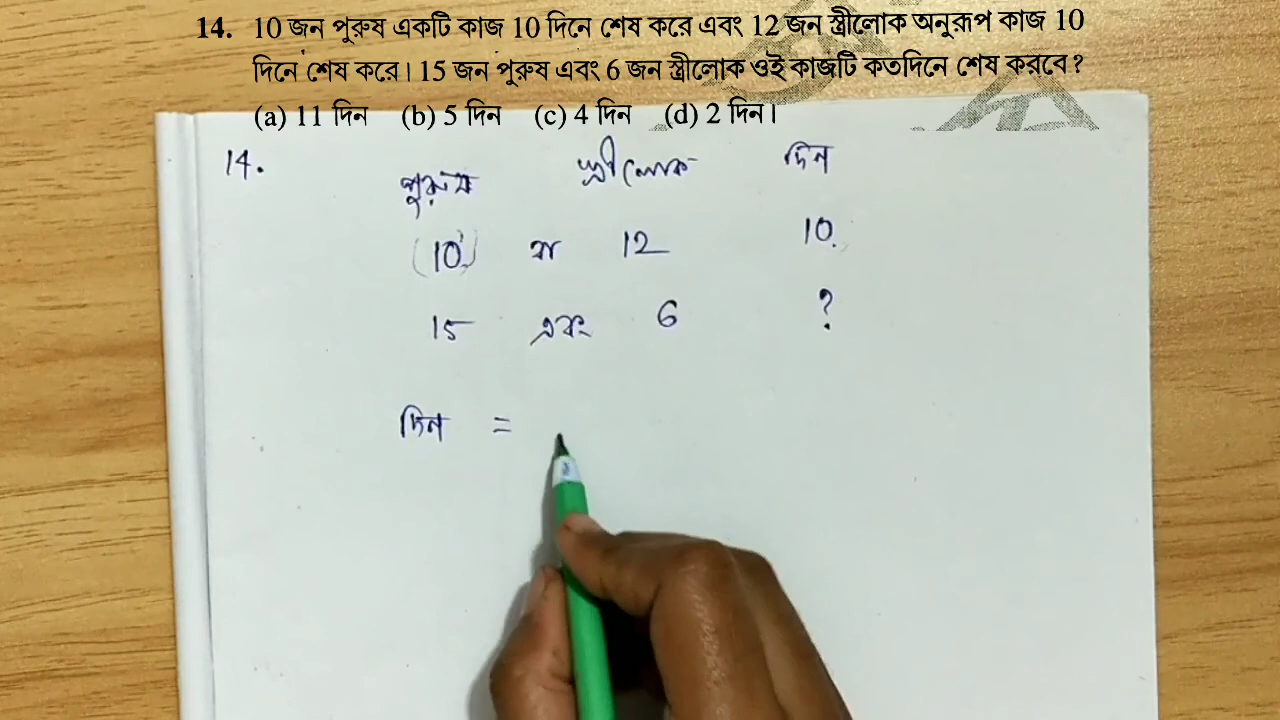 14. 10 জন পুরুষ একটি কাজ 10 দিনে শেষ করে এবং 12 জন স্ত্রীলোক অনুরূপ কাজ 10
দিনে শেষ করে। 15 জন পুরুষ এবং 6 জন স্ত্রীলোক ওই কাজটি কতদিনে শেষ করবে?
(a) 11 দিন (b) 5 দিন (c) 4 দিন (d) 2 দিন।
14. পুরুষ স্ত্রীলোক দিন
(10) বা 12 10
15 এবং 6 ?
দিন =